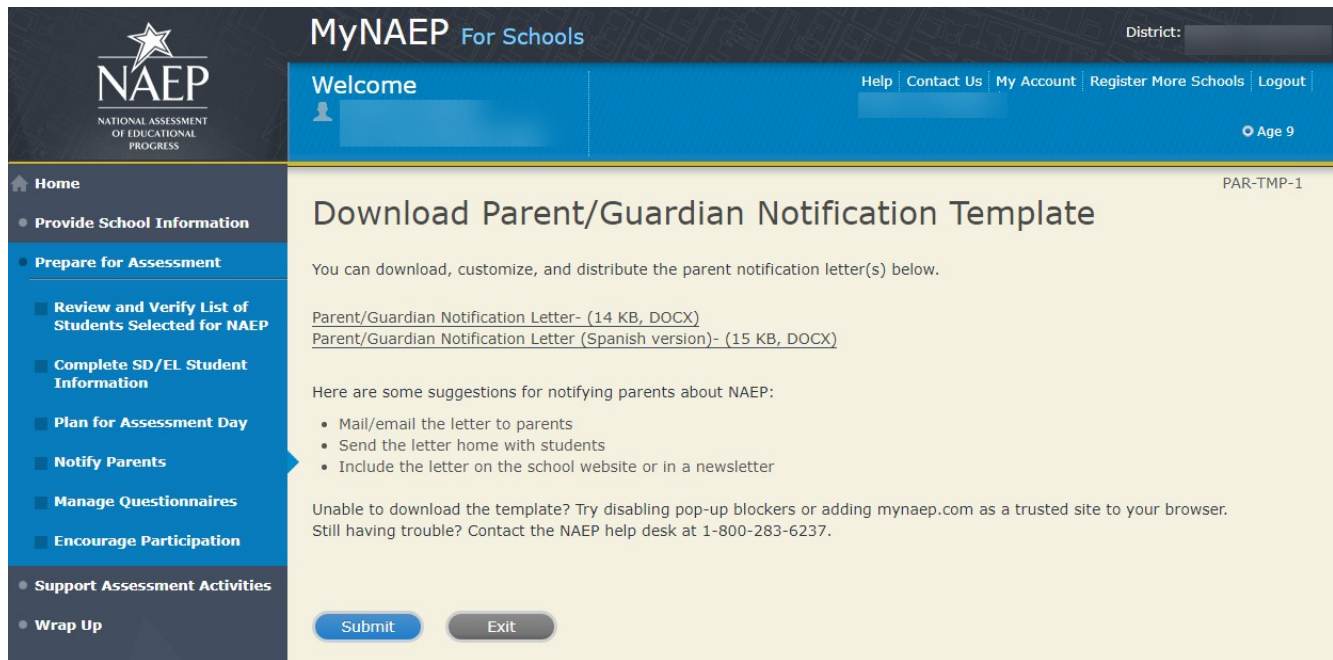 NAEP
NATIONAL ASSESSMENT
OF EDUCATIONAL
PROGRESS
MyNAEP For Schools
District:
Welcome
Help Contact Us My Account Register More Schools Logout
Age 9
Home
Provide School Information
Prepare for Assessment
Review and Verify List of
Students Selected for NAEP
Complete SD/EL Student
Information
Plan for Assessment Day
Notify Parents
Manage Questionnaires
Encourage Participation
Support Assessment Activities
Wrap Up
PAR-TMP-1
Download Parent/Guardian Notification Template
You can download, customize, and distribute the parent notification letter(s) below.
Parent/Guardian Notification Letter- (14 KB, DOCX)
Parent/Guardian Notification Letter (Spanish version)- (15 KB, DOCX)
Here are some suggestions for notifying parents about NAEP:
• Mail/email the letter to parents
• Send the letter home with students
• Include the letter on the school website or in a newsletter
Unable to download the template? Try disabling pop-up blockers or adding mynaep.com as a trusted site to your browser.
Still having trouble? Contact the NAEP help desk at 1-800-283-6237.
Submit Exit